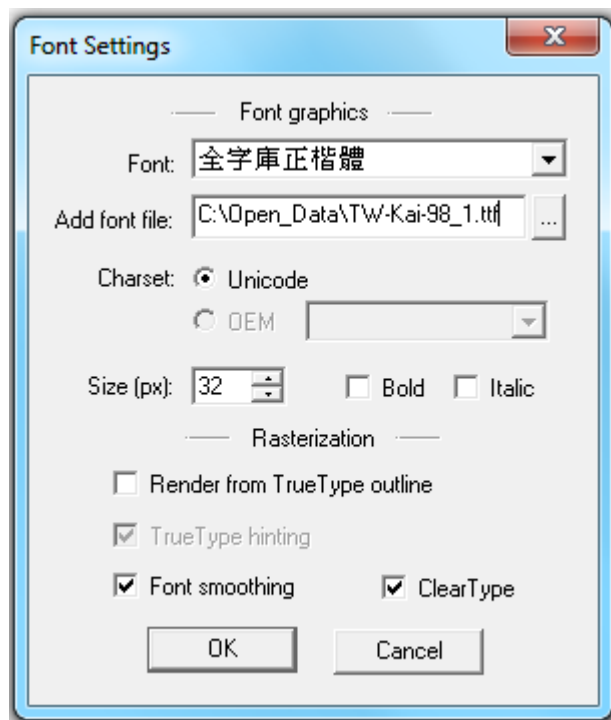 Font Settings
Font graphics
Font: 全字庫正楷體
Add font file: C:\Open_Data\TW-Kai-98_1.ttf ...
Charset: Unicode
OEM
Size (px): 32 Bold Italic
Rasterization
Render from TrueType outline
TrueType hinting
Font smoothing ClearType
OK Cancel